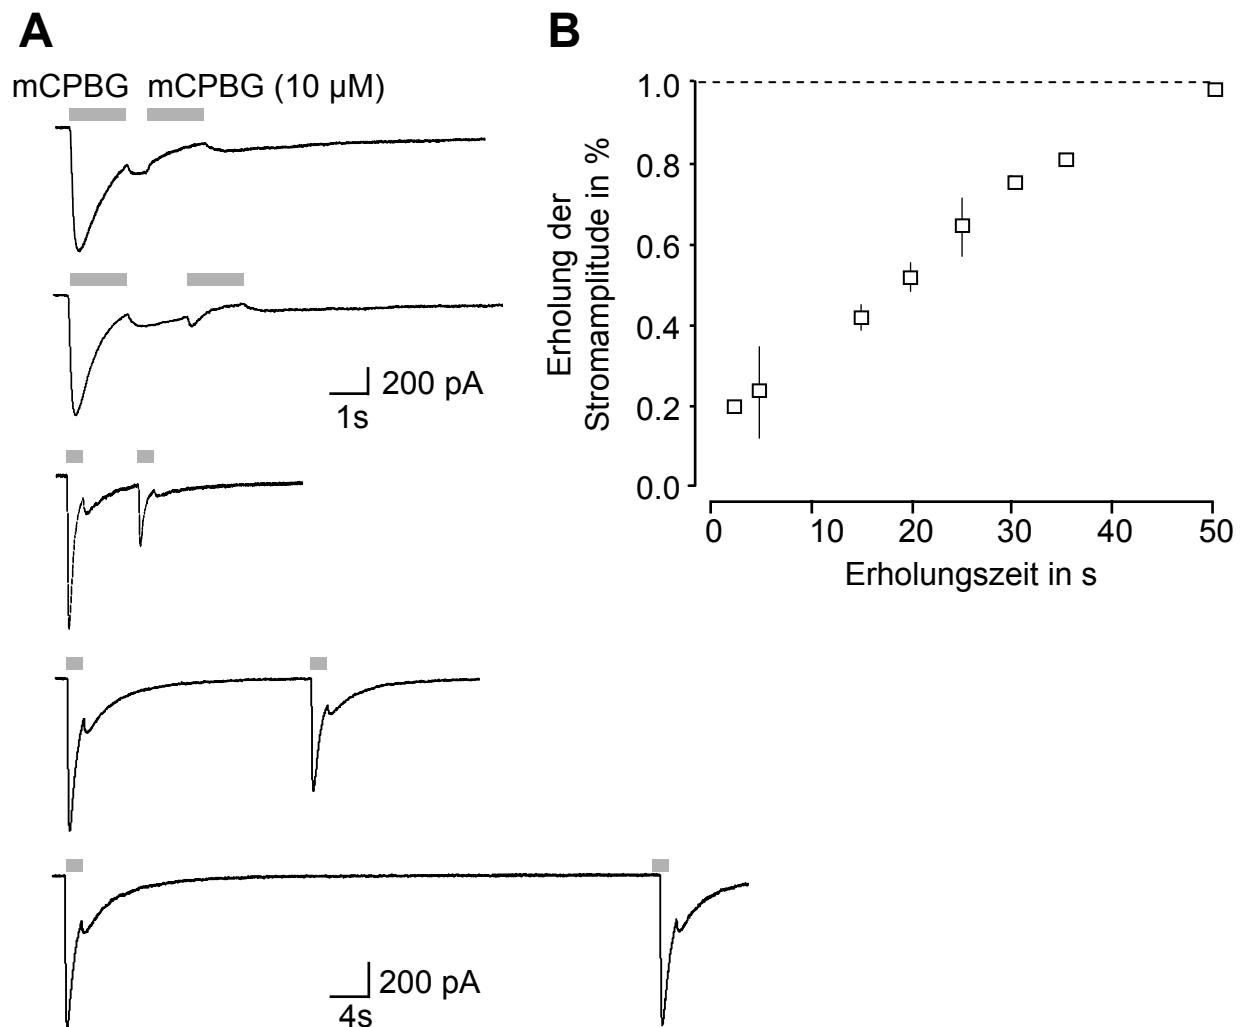 A
mCPBG mCPBG (10 µM)
200 pA
1s
200 pA
4s
B
Erholung der
Stromamplitude in %
1.0
0.8
0.6
0.4
0.2
0.0
0 10 20 30 40 50
Erholungszeit in s